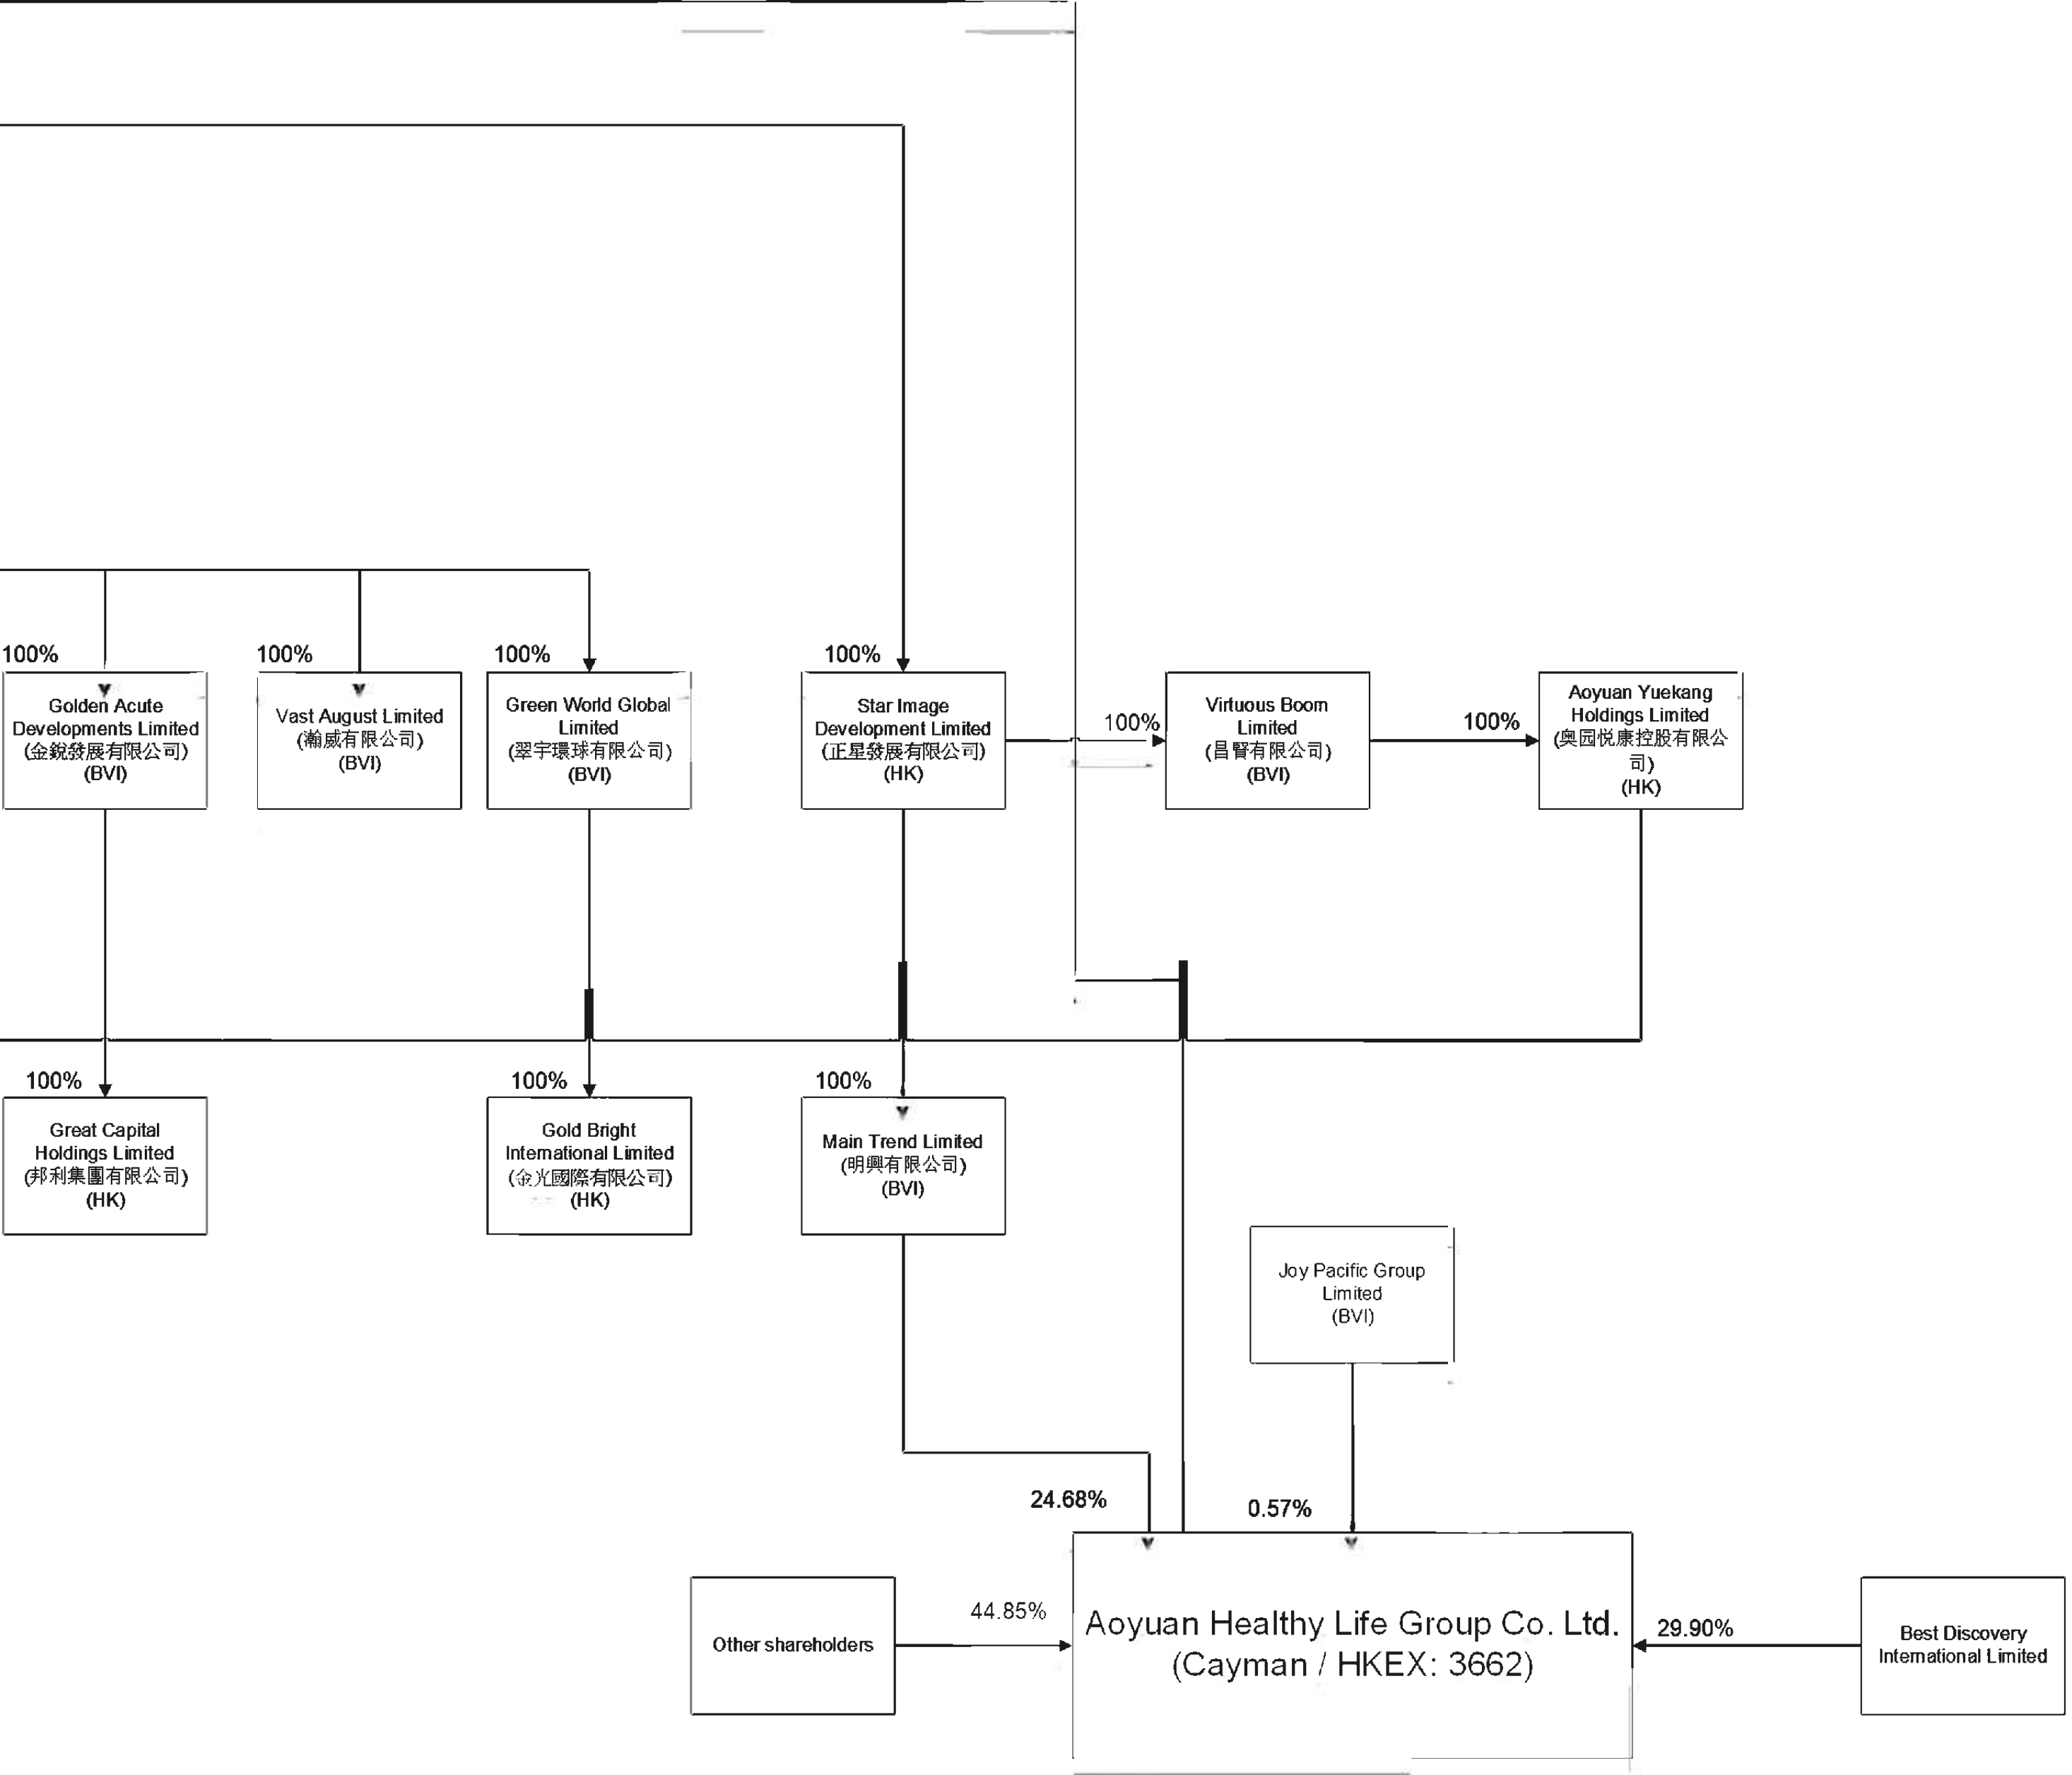 100%
Golden Acute
Developments Limited
(金銳發展有限公司)
(BVI)
100%
Vast August Limited
(瀚威有限公司)
(BVI)
100%
Green World Global
Limited
(翠宇環球有限公司)
(BVI)
100%
Star Image
Development Limited
(正星發展有限公司)
(HK)
100%
Virtuous Boom
Limited
(昌賢有限公司)
(BVI)
100%
Aoyuan Yuekang
Holdings Limited
(奥园悦康控股有限公
司)
(HK)
100%
Great Capital
Holdings Limited
(邦利集團有限公司)
(HK)
100%
Gold Bright
International Limited
(金光國際有限公司)
(HK)
100%
Main Trend Limited
(明興有限公司)
(BVI)
Joy Pacific Group
Limited
(BVI)
24.68%
0.57%
Other shareholders
44.85%
Aoyuan Healthy Life Group Co. Ltd.
(Cayman / HKEX: 3662)
29.90%
Best Discovery
International Limited